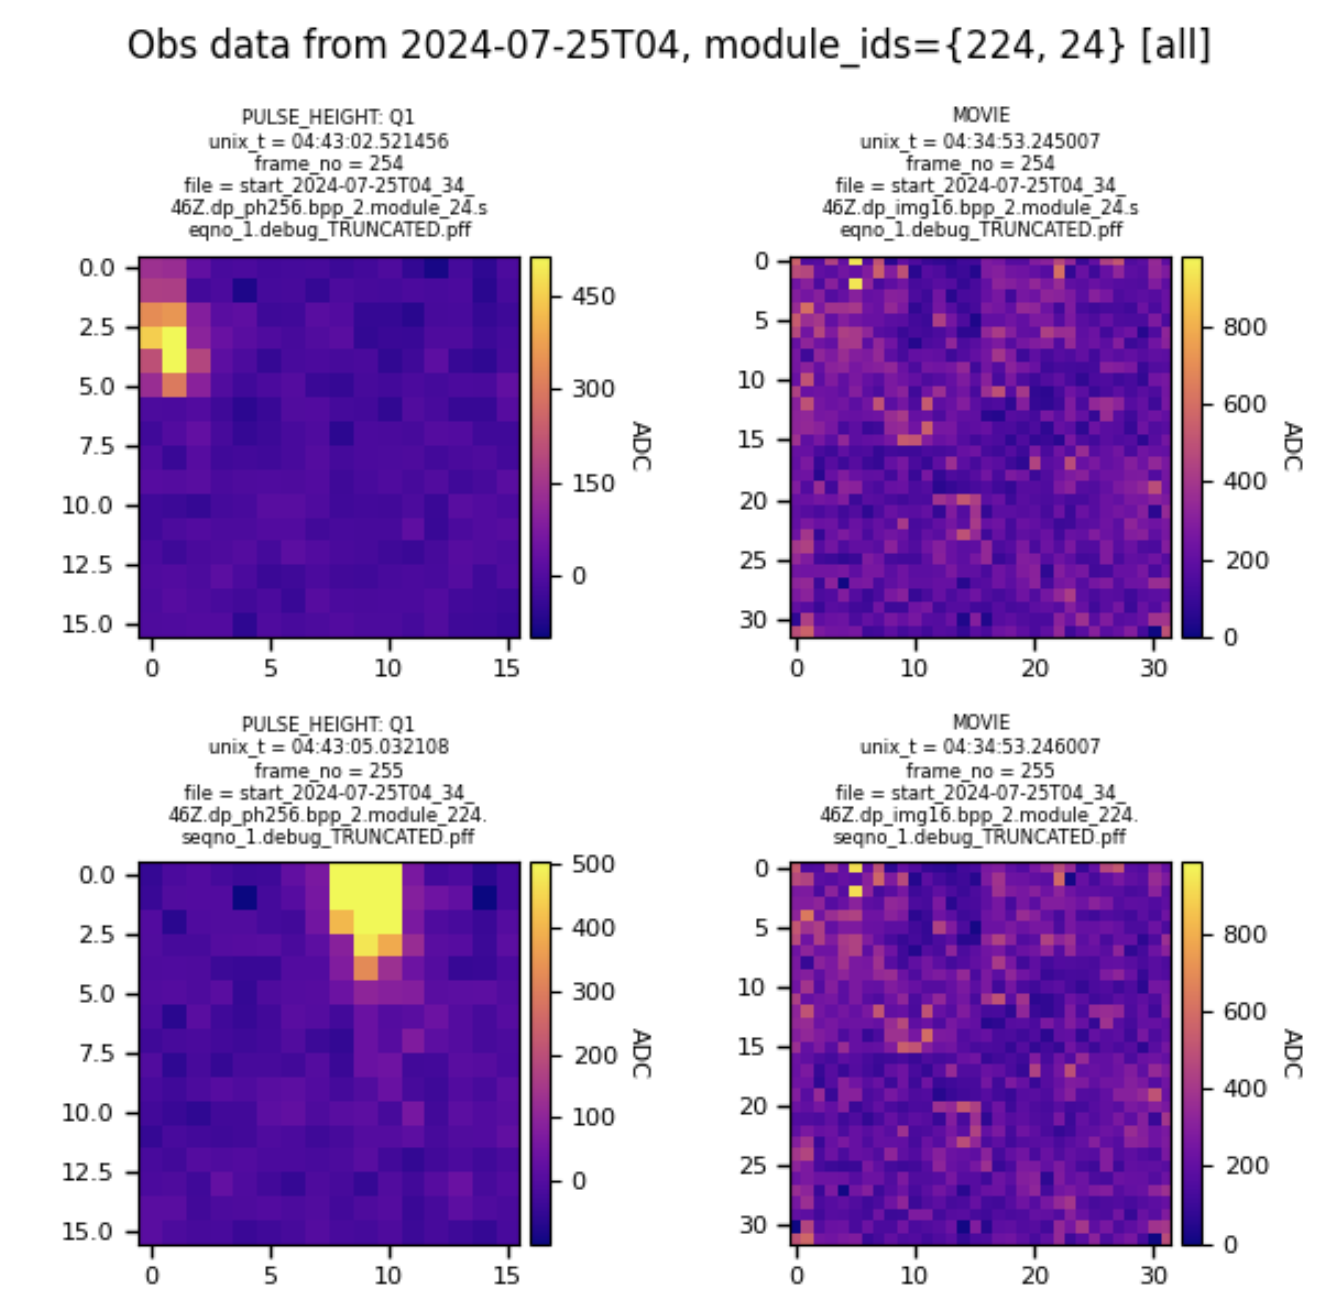 Obs data from 2024-07-25T04, module_ids={224, 24} [all]
PULSE_HEIGHT: Q1
unix_t = 04:43:02.521456
frame_no = 254
file = start_2024-07-25T04_34_
46Z.dp_ph256.bpp_2.module_24.s
eqno_1.debug_TRUNCATED.pff
0.0
2.5
5.0
7.5
10.0
12.5
15.0
0 5 10 15
450
300
150
0
ADC
MOVIE
unix_t = 04:34:53.245007
frame_no = 254
file = start_2024-07-25T04_34_
46Z.dp_img16.bpp_2.module_24.s
eqno_1.debug_TRUNCATED.pff
0
5
10
15
20
25
30
0 10 20 30
800
600
400
200
0
ADC
PULSE_HEIGHT: Q1
unix_t = 04:43:05.032108
frame_no = 255
file = start_2024-07-25T04_34_
46Z.dp_ph256.bpp_2.module_224.
seqno_1.debug_TRUNCATED.pff
0.0
2.5
5.0
7.5
10.0
12.5
15.0
0 5 10 15
500
400
300
200
100
0
ADC
MOVIE
unix_t = 04:34:53.246007
frame_no = 255
file = start_2024-07-25T04_34_
46Z.dp_img16.bpp_2.module_224.
seqno_1.debug_TRUNCATED.pff
0
5
10
15
20
25
30
0 10 20 30
800
600
400
200
0
ADC